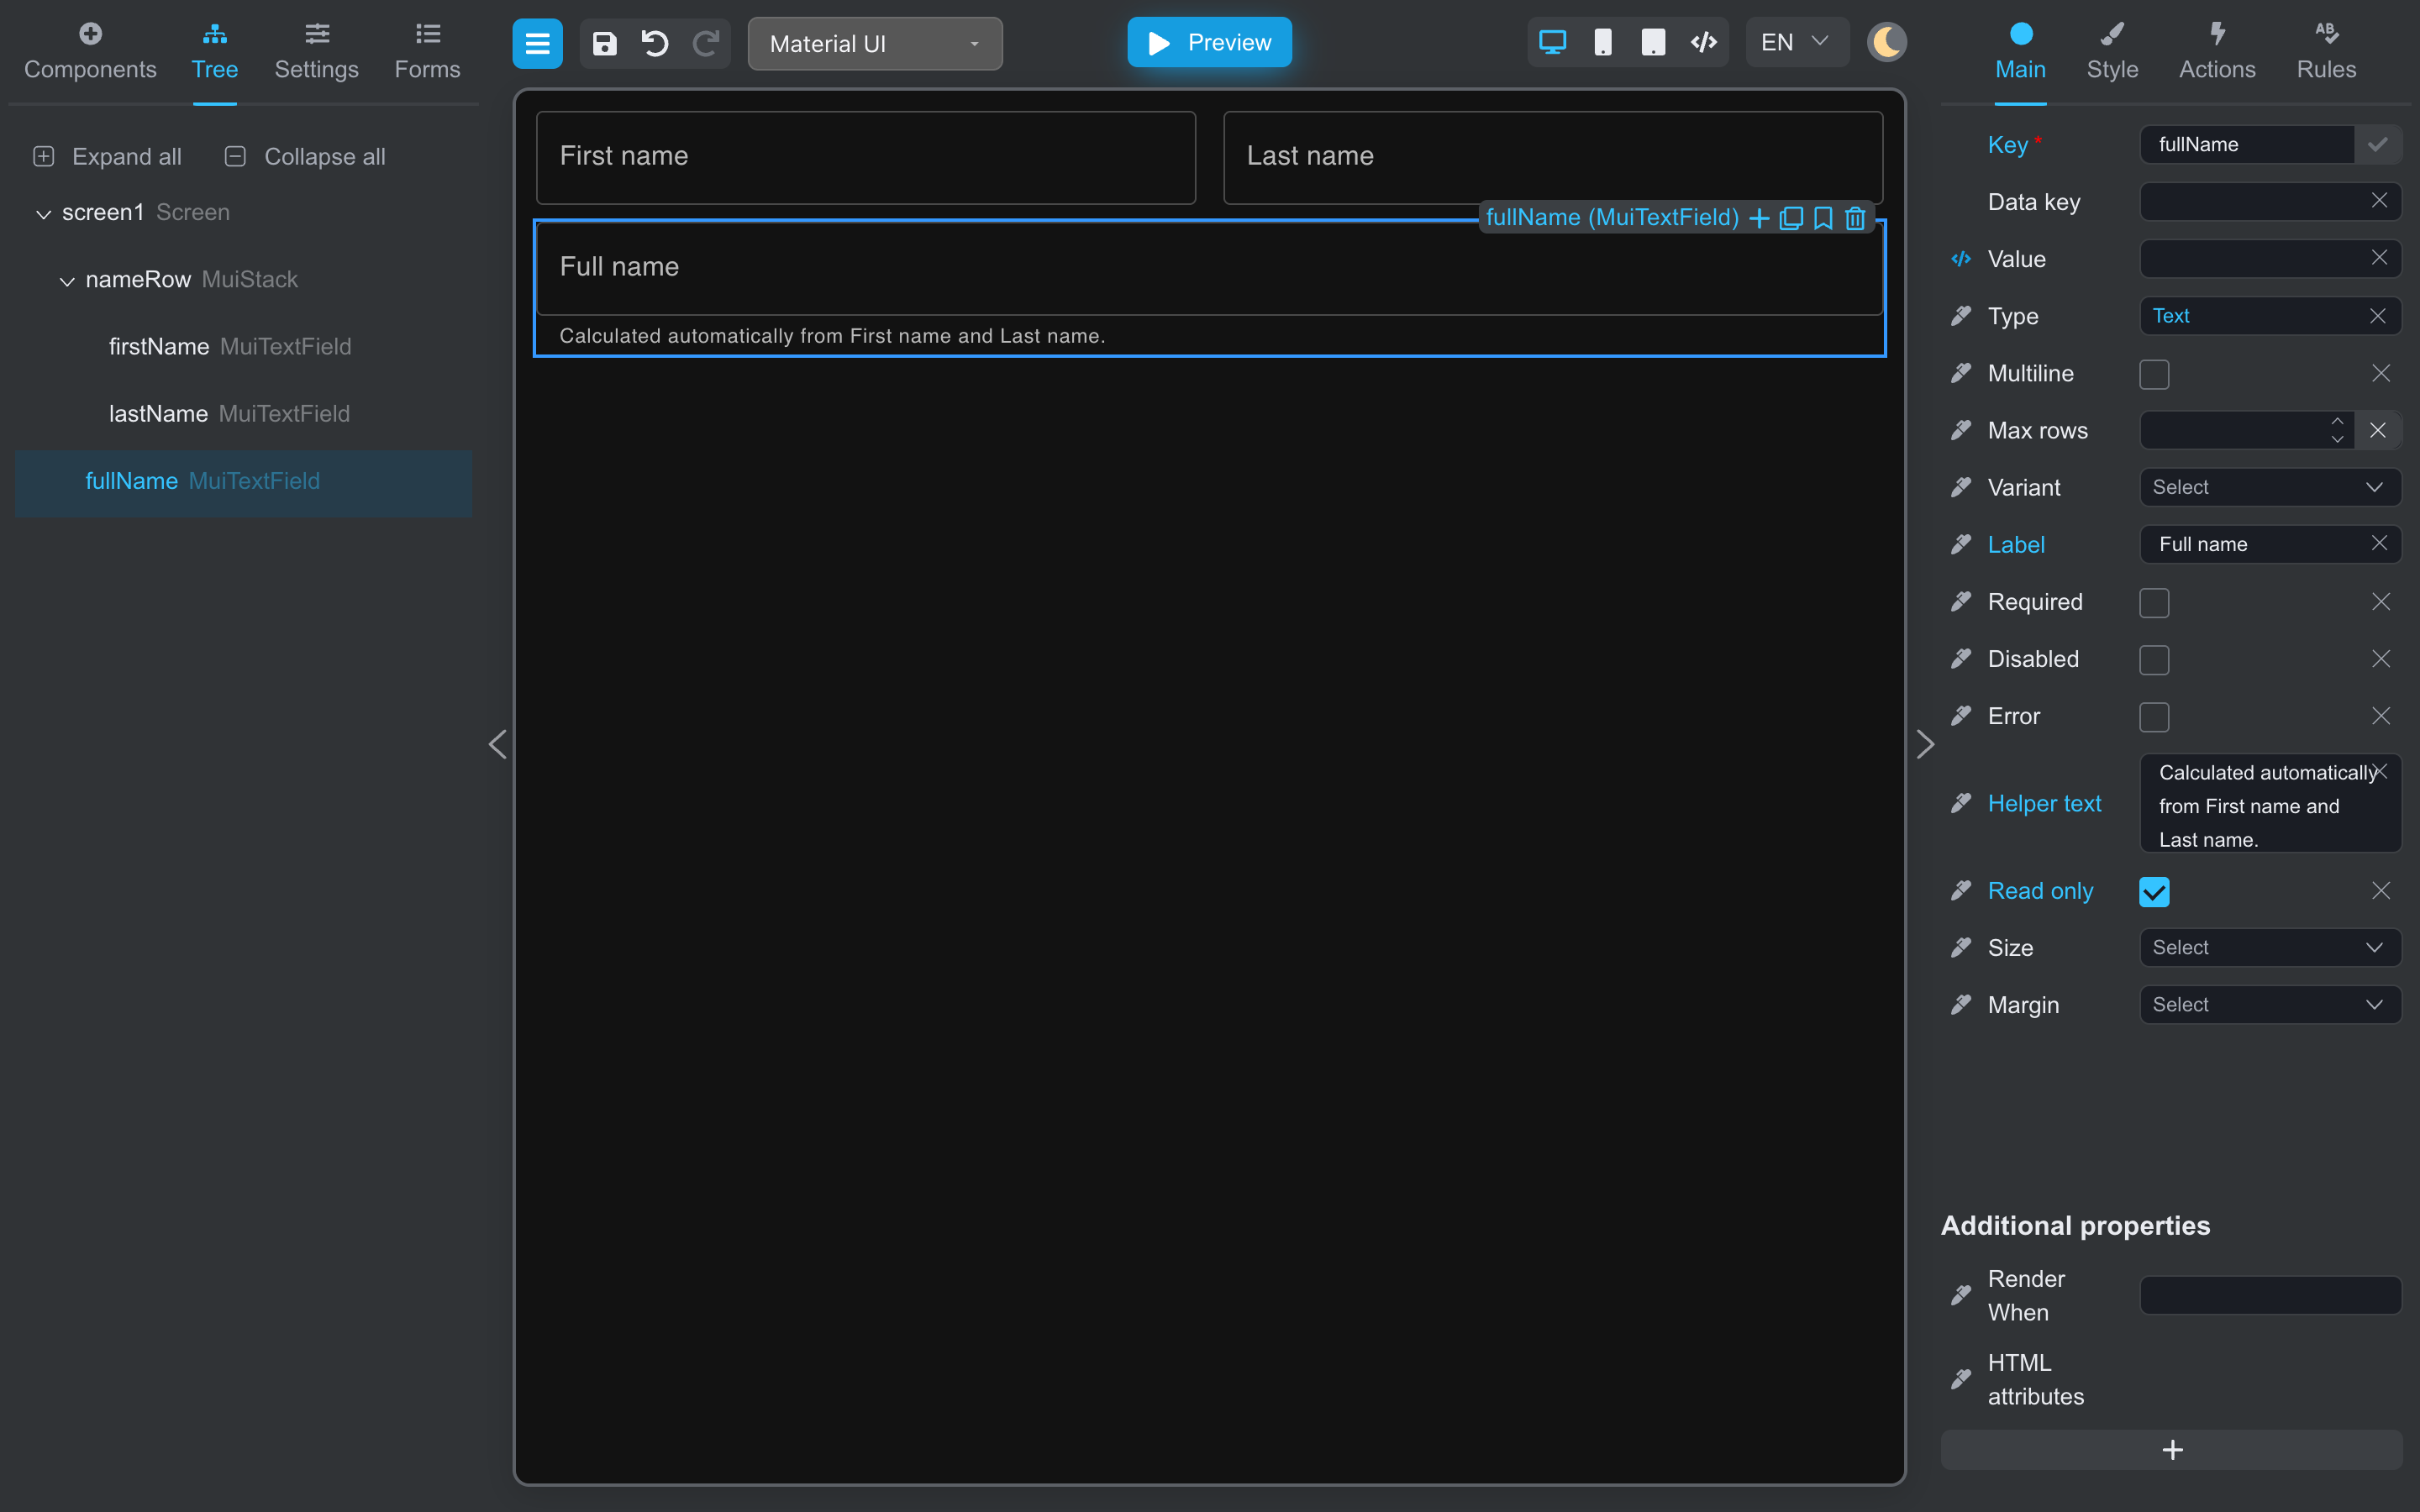 Components
Tree
Settings
Forms
Material UI
Preview
EN
Main
Style
Actions
Rules
Expand all
Collapse all
screen1 Screen
nameRow MuiStack
firstName MuiTextField
lastName MuiTextField
fullName MuiTextField
First name
Last name
fullName (MuiTextField)
Full name
Calculated automatically from First name and Last name.
Key * fullName
Data key
Value
Type Text
Multiline
Max rows
Variant Select
Label Full name
Required
Disabled
Error
Helper text
Calculated automatically
from First name and
Last name.
Read only
Size Select
Margin Select
Additional properties
Render
When
HTML
attributes